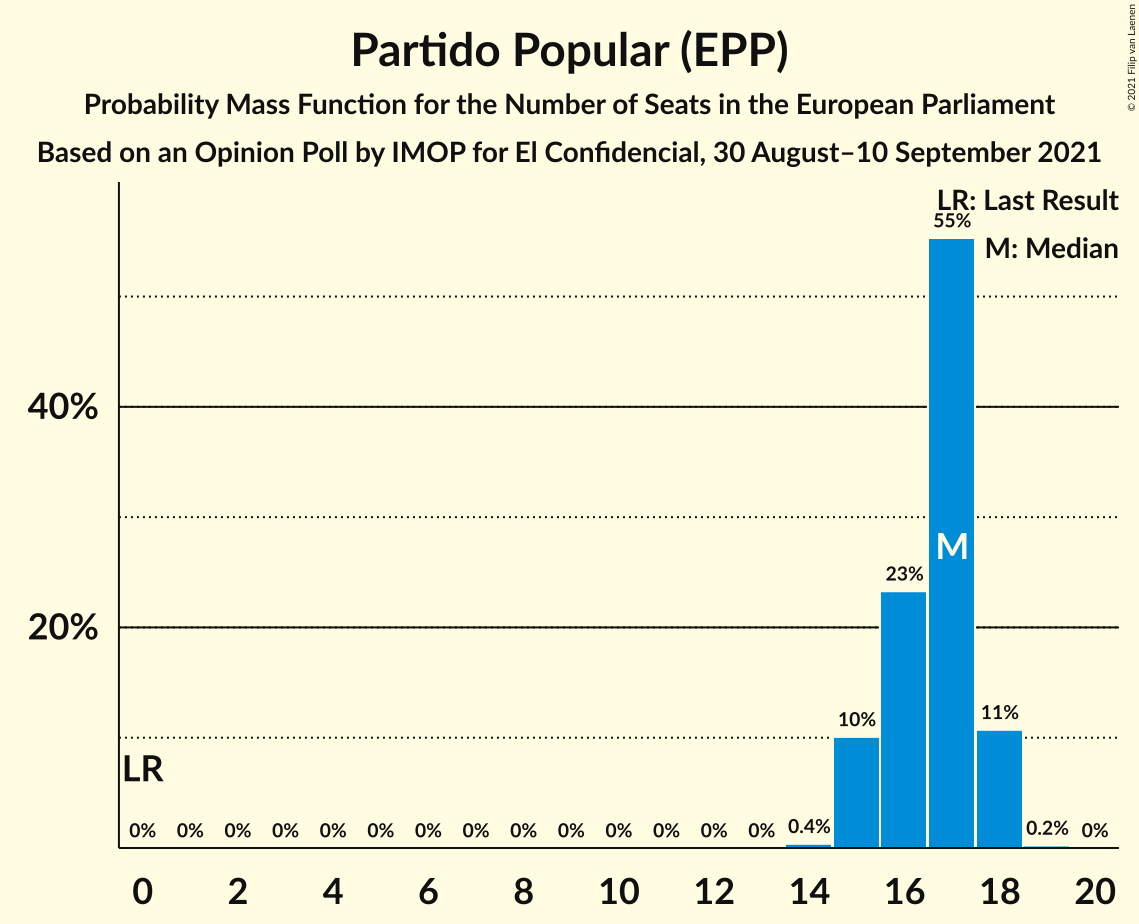 Partido Popular (EPP)
Probability Mass Function for the Number of Seats in the European Parliament
Based on an Opinion Poll by IMOP for El Confidencial, 30 August–10 September 2021
© 2021 Filip van Laenen
LR: Last Result
55%
M: Median
40%
M
23%
20%
10%
11%
LR
0% 0% 0% 0% 0% 0% 0% 0% 0% 0% 0% 0% 0% 0% 0.4% 0.2% 0%
0 2 4 6 8 10 12 14 16 18 20